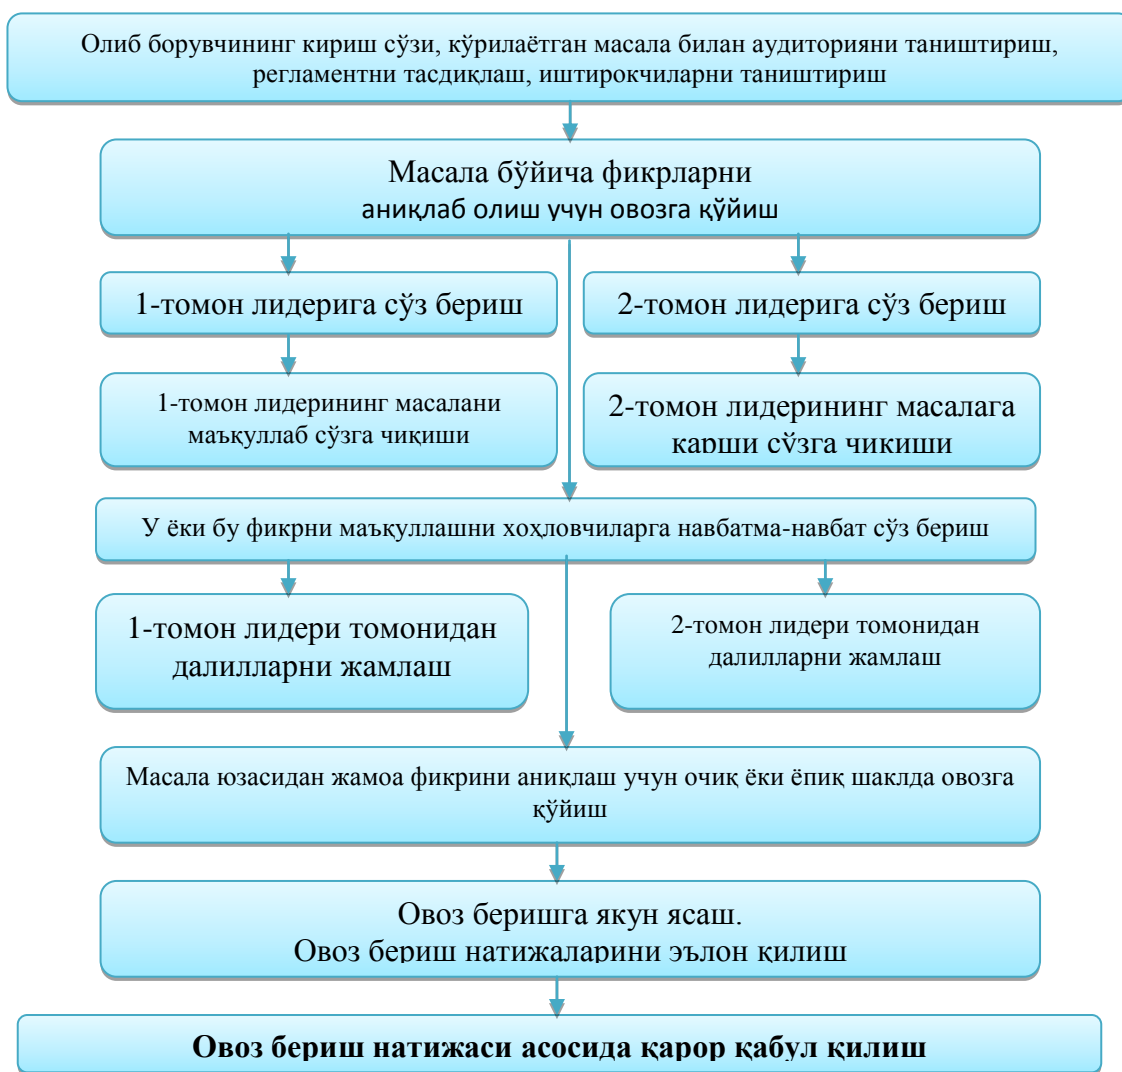 Олиб борувчининг кириш сўзи, кўрилаётган масала билан аудиторияни таништириш,
регламентни тасдиқлаш, иштирокчиларни таништириш
Масала бўйича фикрларни
аниқлаб олиш учун овозга қўйиш
1-томон лидерига сўз бериш
2-томон лидерига сўз бериш
1-томон лидерининг масалани
маъқуллаб сўзга чиқиши
2-томон лидерининг масалага
қарши сўзга чиқиши
У ёки бу фикрни маъқуллашни хоҳловчиларга навбатма-навбат сўз бериш
1-томон лидери томонидан
далилларни жамлаш
2-томон лидери томонидан
далилларни жамлаш
Масала юзасидан жамоа фикрини аниқлаш учун очиқ ёки ёпиқ шаклда овозга
қўйиш
Овоз беришга якун ясаш.
Овоз бериш натижаларини эълон қилиш
Овоз бериш натижаси асосида қарор қабул қилиш